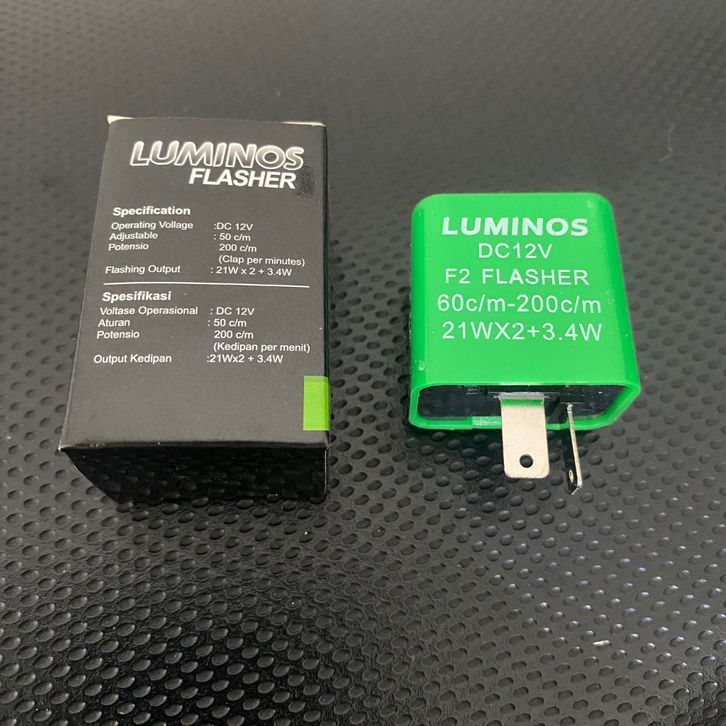 LUMINOS
FLASHER
Specification
Operating Voltage :DC 12V
Adjustable : 50 c/m
Potensio 200 c/m
(Clap per minutes)
Flashing Output : 21W x 2 + 3.4W
Spesifikasi
Voltase Operasional : DC 12V
Aturan : 50 c/m
Potensio 200 c/m
(Kedipan per menit)
Output Kedipan :21Wx2 + 3.4W
LUMINOS
DC12V
F2 FLASHER
60c/m-200c/m
21WX2+3.4W